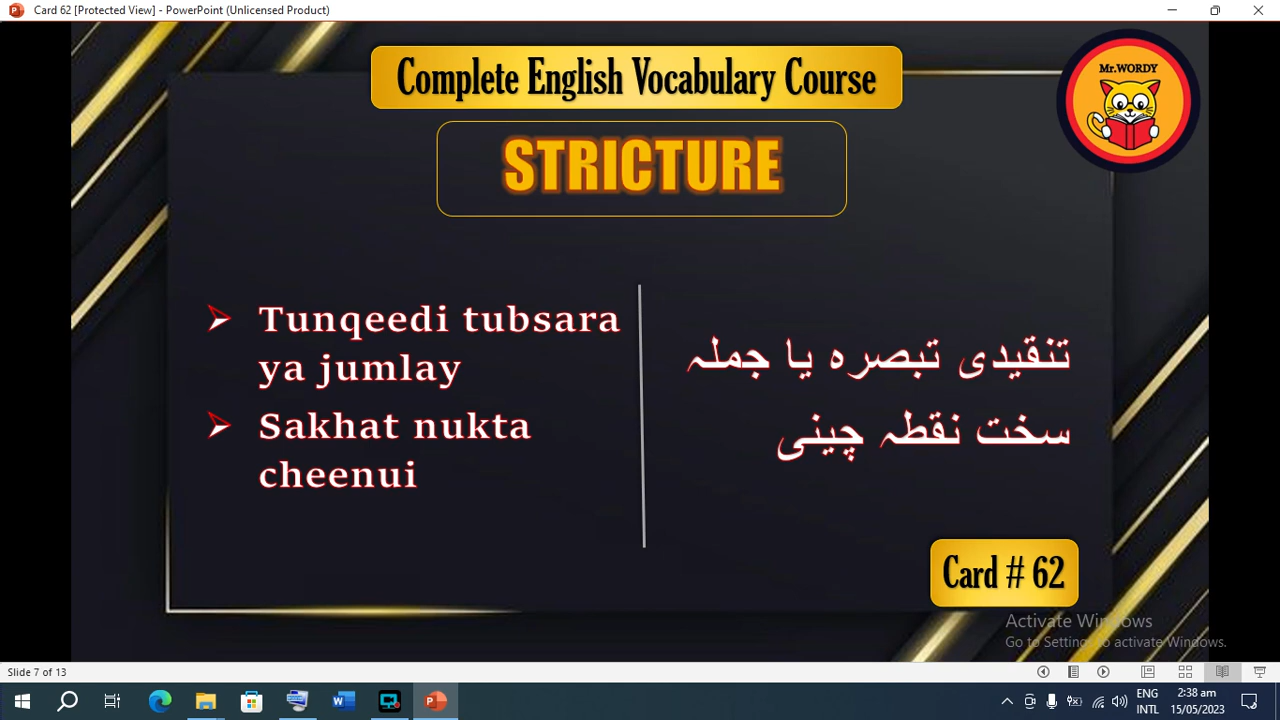 Card 62 [Protected View] - PowerPoint (Unlicensed Product)
Complete English Vocabulary Course
Mr.WORDY
STRICTURE
Tunqeedi tubsara
ya jumlay
Sakhat nukta
cheenui
تنقیدی تبصرہ یا جملہ
سخت نقطہ چینی
Card # 62
Activate Windows
Go to Settings to activate Windows.
Slide 7 of 13
ENG
INTL
2:38 am
15/05/2023